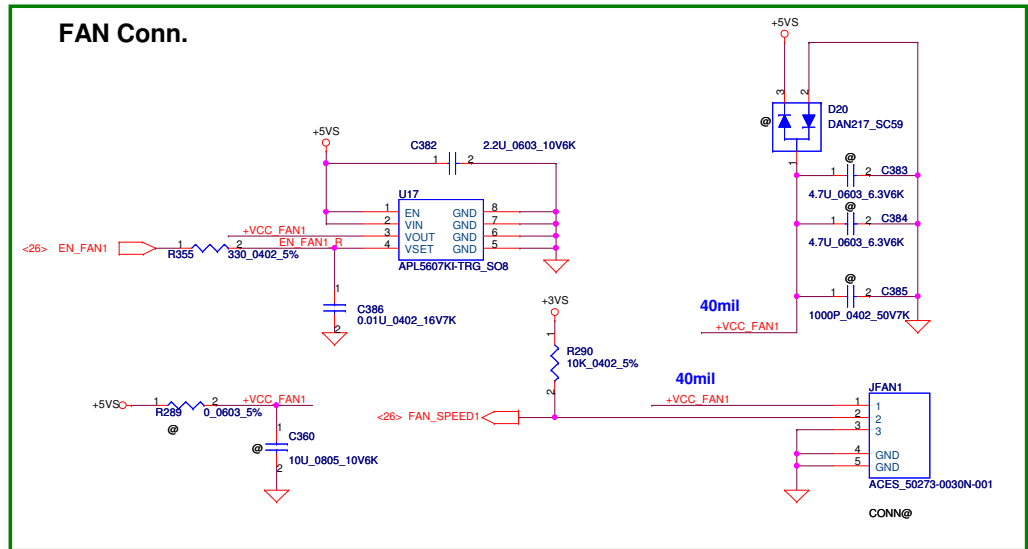 FAN Conn.
+5VS
3
2
@
D20
DAN217_SC59
1
+5VS
C382
2.2U_0603_10V6K
1
2
U17
1
EN
GND
8
2
VIN
GND
7
+VCC_FAN1
3
VOUT
GND
6
<26> EN_FAN1
1
2
EN_FAN1_R
4
VSET
GND
5
R355
330_0402_5%
APL5607KI-TRG_SO8
1
C386
0.01U_0402_16V7K
2
@
1
2
C383
4.7U_0603_6.3V6K
@
1
2
C384
4.7U_0603_6.3V6K
@
1
2
C385
1000P_0402_50V7K
40mil
+VCC_FAN1
+3VS
1
R290
10K_0402_5%
2
<26> FAN_SPEED1
40mil
+VCC_FAN1
JFAN1
1
1
2
2
3
3
4
GND
5
GND
ACES_50273-0030N-001
CONN@
+5VS
1
2
+VCC_FAN1
R289
0_0603_5%
@
1
@
C360
10U_0805_10V6K
2